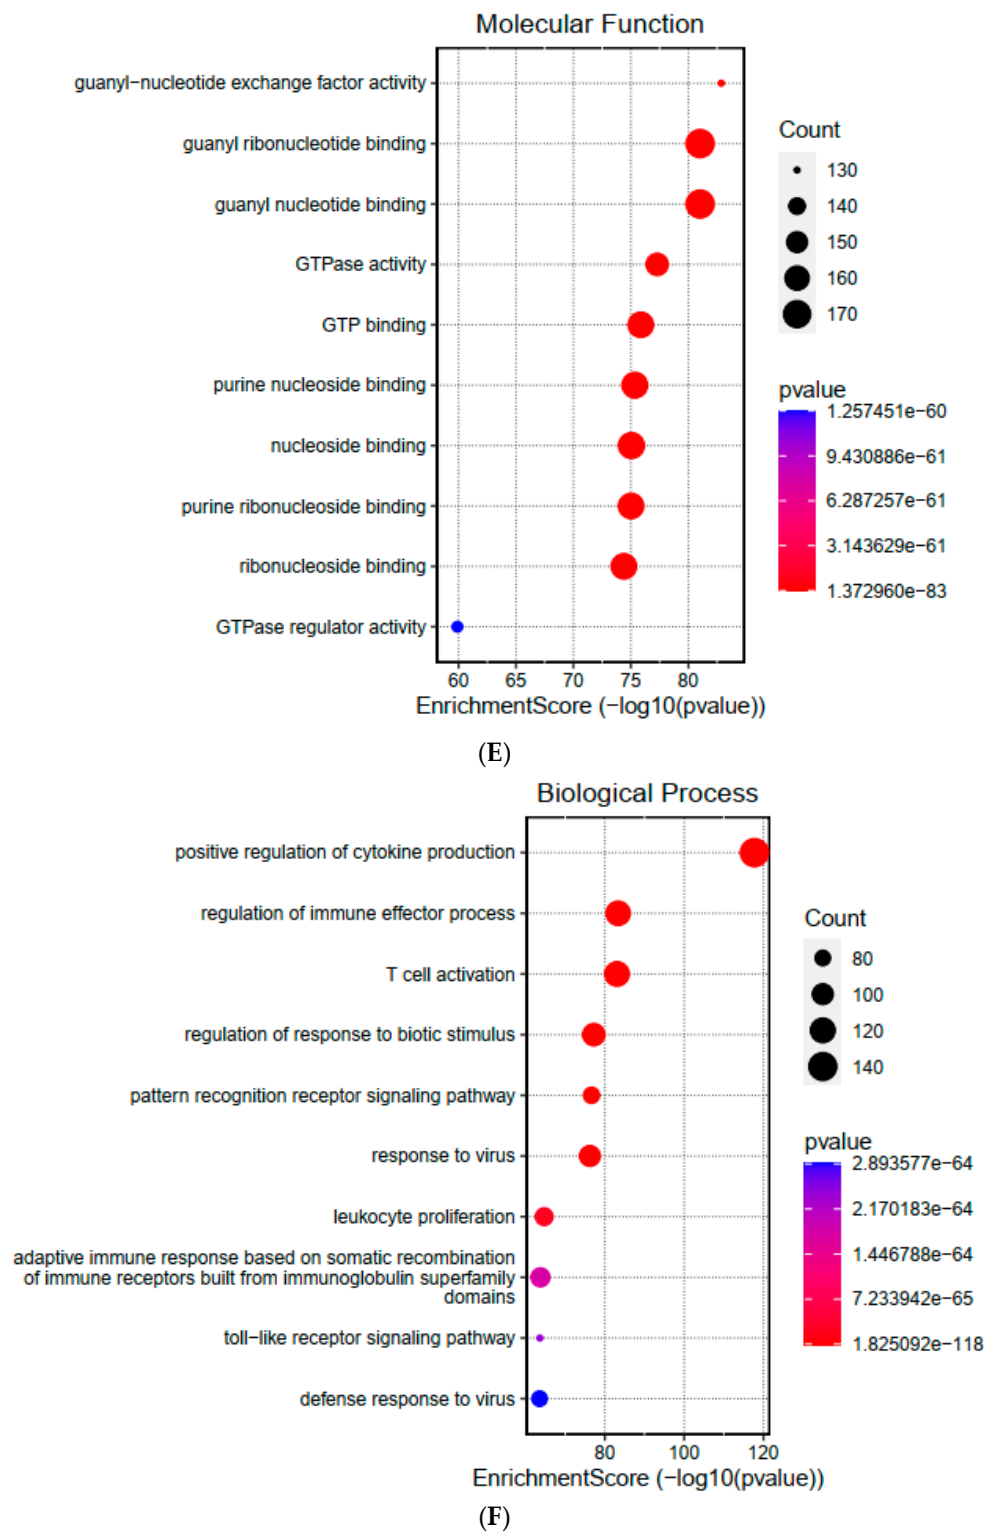 Molecular Function
guanyl−nucleotide exchange factor activity
guanyl ribonucleotide binding
guanyl nucleotide binding
GTPase activity
GTP binding
purine nucleoside binding
nucleoside binding
purine ribonucleoside binding
ribonucleoside binding
GTPase regulator activity
60 65 70 75 80
EnrichmentScore (−log10(pvalue))
Count
130
140
150
160
170
pvalue
1.257451e−60
9.430886e−61
6.287257e−61
3.143629e−61
1.372960e−83
(E)
Biological Process
positive regulation of cytokine production
regulation of immune effector process
T cell activation
regulation of response to biotic stimulus
pattern recognition receptor signaling pathway
response to virus
leukocyte proliferation
adaptive immune response based on somatic recombination
of immune receptors built from immunoglobulin superfamily
domains
toll−like receptor signaling pathway
defense response to virus
80 100 120
EnrichmentScore (−log10(pvalue))
Count
80
100
120
140
pvalue
2.893577e−64
2.170183e−64
1.446788e−64
7.233942e−65
1.825092e−118
(F)